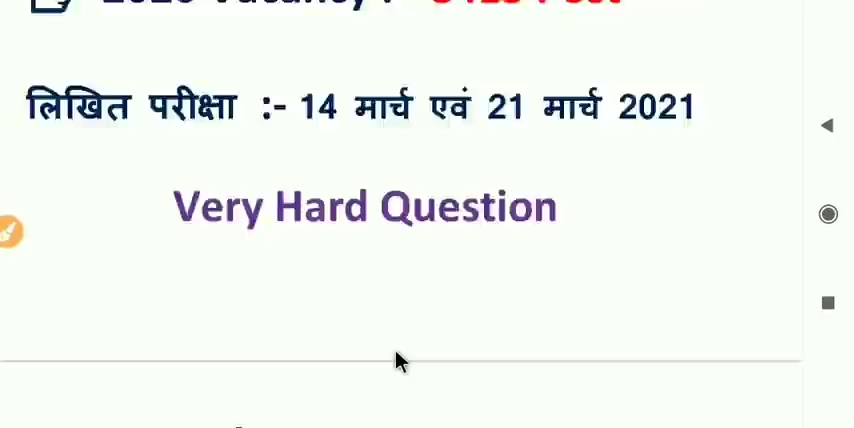 लिखित परीक्षा :- 14 मार्च एवं 21 मार्च 2021
Very Hard Question